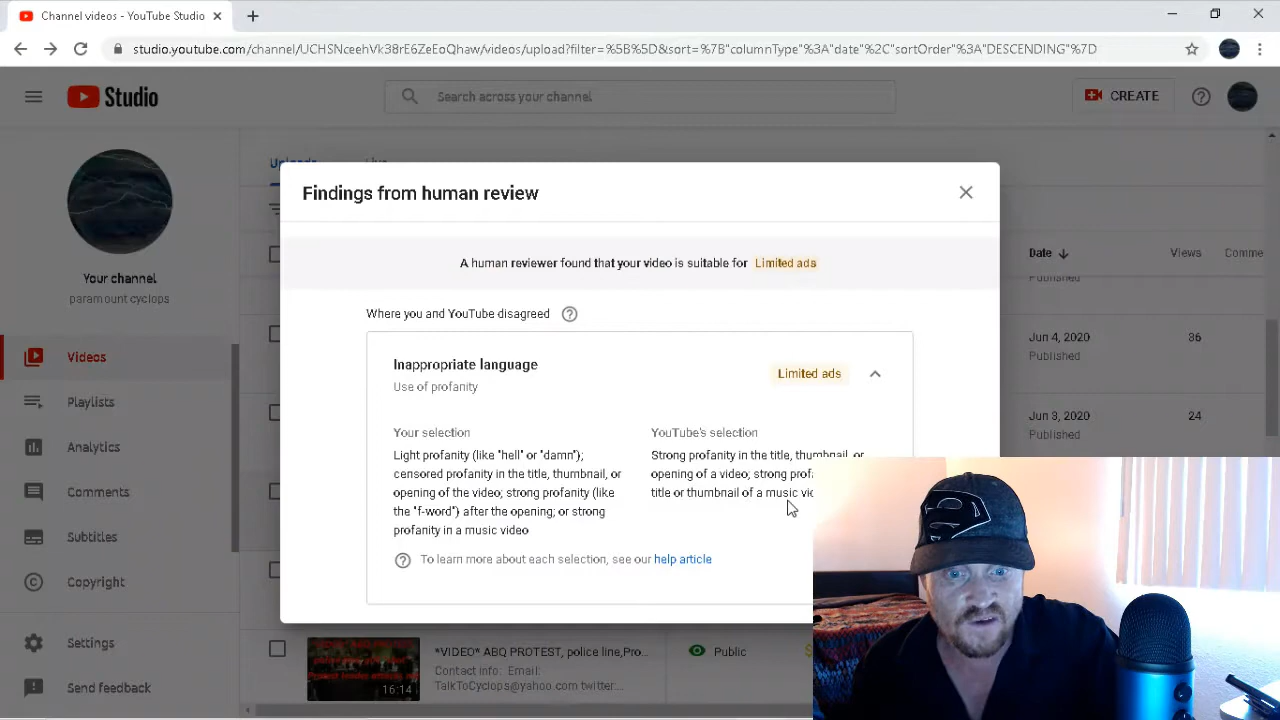 Channel videos - YouTube Studio
studio.youtube.com/channel/UCHSNceehVk38rE6ZeEoQhaw/videos/upload?filter=%5B%5D&sort=%7B"columnType"%3A"date"%2C"sortOrder"%3A"DESCENDING"%7D
Studio
Search across your channel
CREATE
Your channel
paramount cyclops
Videos
Playlists
Analytics
Comments
Subtitles
Copyright
Settings
Send feedback
Uploads Live
Findings from human review
A human reviewer found that your video is suitable for Limited ads
Where you and YouTube disagreed
Inappropriate language
Use of profanity
Limited ads
Your selection
Light profanity (like "hell" or "damn");
censored profanity in the title, thumbnail, or
opening of the video; strong profanity (like
the "f-word") after the opening; or strong
profanity in a music video
YouTube's selection
Strong profanity in the title, thumbnail, or
opening of a video; strong prof
title or thumbnail of a music vi
To learn more about each selection, see our help article
Date Views Comme
Published
Jun 4, 2020 36
Published
Jun 3, 2020 24
Published
16:14
*VIDEO* ABQ PROTEST, police line,Pro...
Contact info: Email:
TalkToCyclops@yahoo.com twitter:...
Public